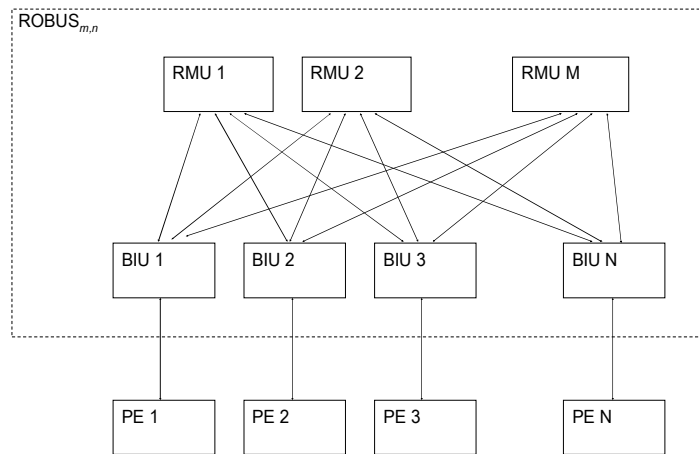 ROBUSm,n
RMU 1
RMU 2
RMU M
BIU 1
BIU 2
BIU 3
BIU N
PE 1
PE 2
PE 3
PE N